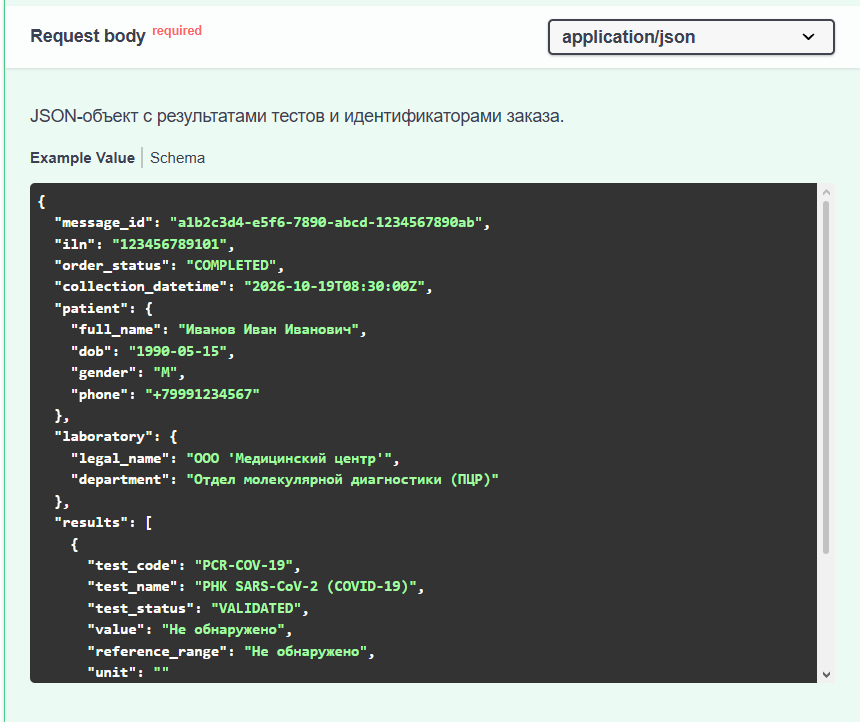 Request body required
application/json
JSON-объект с результатами тестов и идентификаторами заказа.
Example Value
Schema
{
  "message_id": "a1b2c3d4-e5f6-7890-abcd-1234567890ab",
  "iln": "123456789101",
  "order_status": "COMPLETED",
  "collection_datetime": "2026-10-19T08:30:00Z",
  "patient": {
    "full_name": "Иванов Иван Иванович",
    "dob": "1990-05-15",
    "gender": "M",
    "phone": "+79991234567"
  },
  "laboratory": {
    "legal_name": "ООО 'Медицинский центр'",
    "department": "Отдел молекулярной диагностики (ПЦР)"
  },
  "results": [
    {
      "test_code": "PCR-COV-19",
      "test_name": "РНК SARS-CoV-2 (COVID-19)",
      "test_status": "VALIDATED",
      "value": "Не обнаружено",
      "reference_range": "Не обнаружено",
      "unit": ""